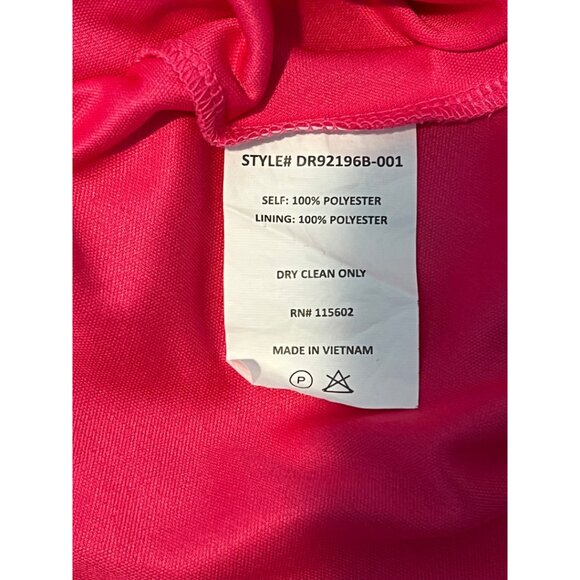 STYLE# DR92196B-001
SELF: 100% POLYESTER
LINING: 100% POLYESTER
DRY CLEAN ONLY
RN# 115602
MADE IN VIETNAM
P